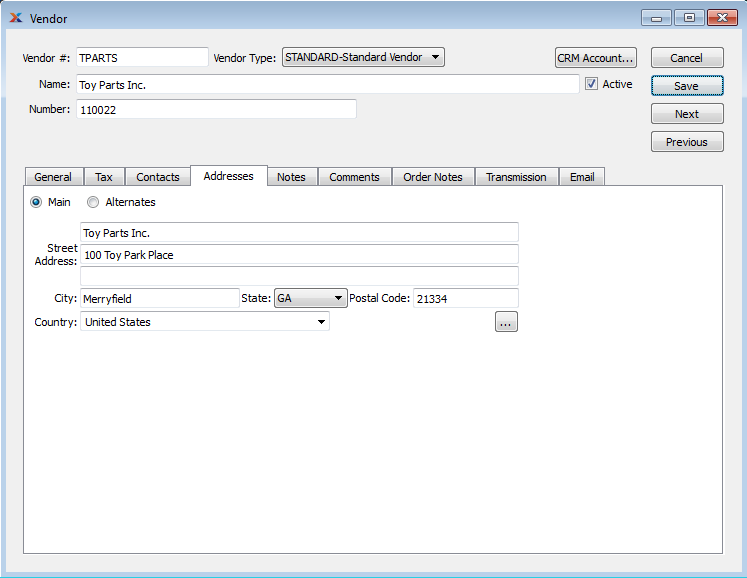 Vendor
Vendor #: TPARTS Vendor Type: STANDARD-Standard Vendor CRM Account... Cancel
Name: Toy Parts Inc. Active Save
Number: 110022 Next
Previous
General Tax Contacts Addresses Notes Comments Order Notes Transmission Email
Main Alternates
Toy Parts Inc.
Street Address: 100 Toy Park Place
City: Merryfield State: GA Postal Code: 21334
Country: United States ...